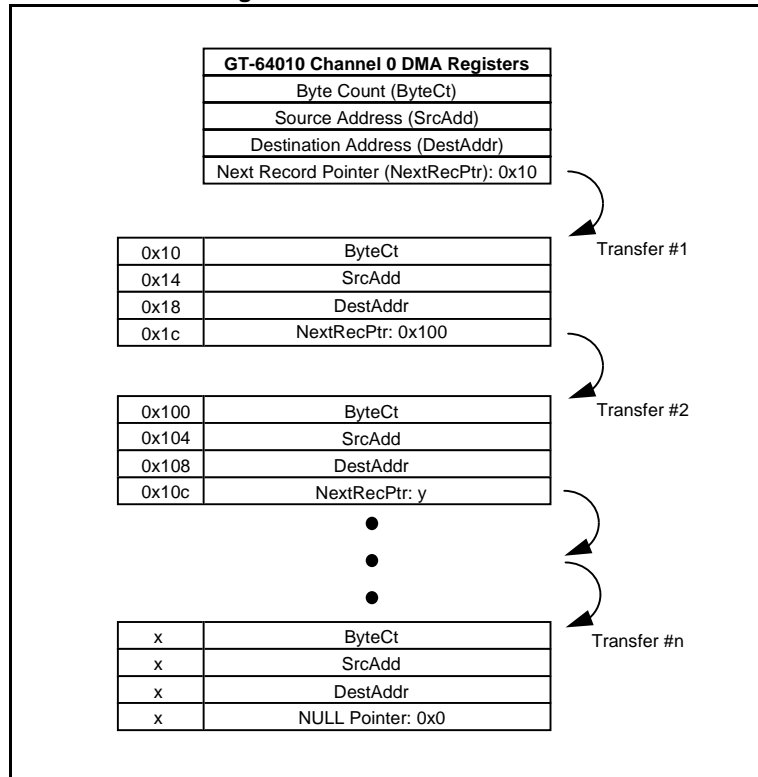 GT-64010 Channel 0 DMA Registers
Byte Count (ByteCt)
Source Address (SrcAdd)
Destination Address (DestAddr)
Next Record Pointer (NextRecPtr): 0x10
Transfer #1
0x10 ByteCt
0x14 SrcAdd
0x18 DestAddr
0x1c NextRecPtr: 0x100
Transfer #2
0x100 ByteCt
0x104 SrcAdd
0x108 DestAddr
0x10c NextRecPtr: y
Transfer #n
x ByteCt
x SrcAdd
x DestAddr
x NULL Pointer: 0x0